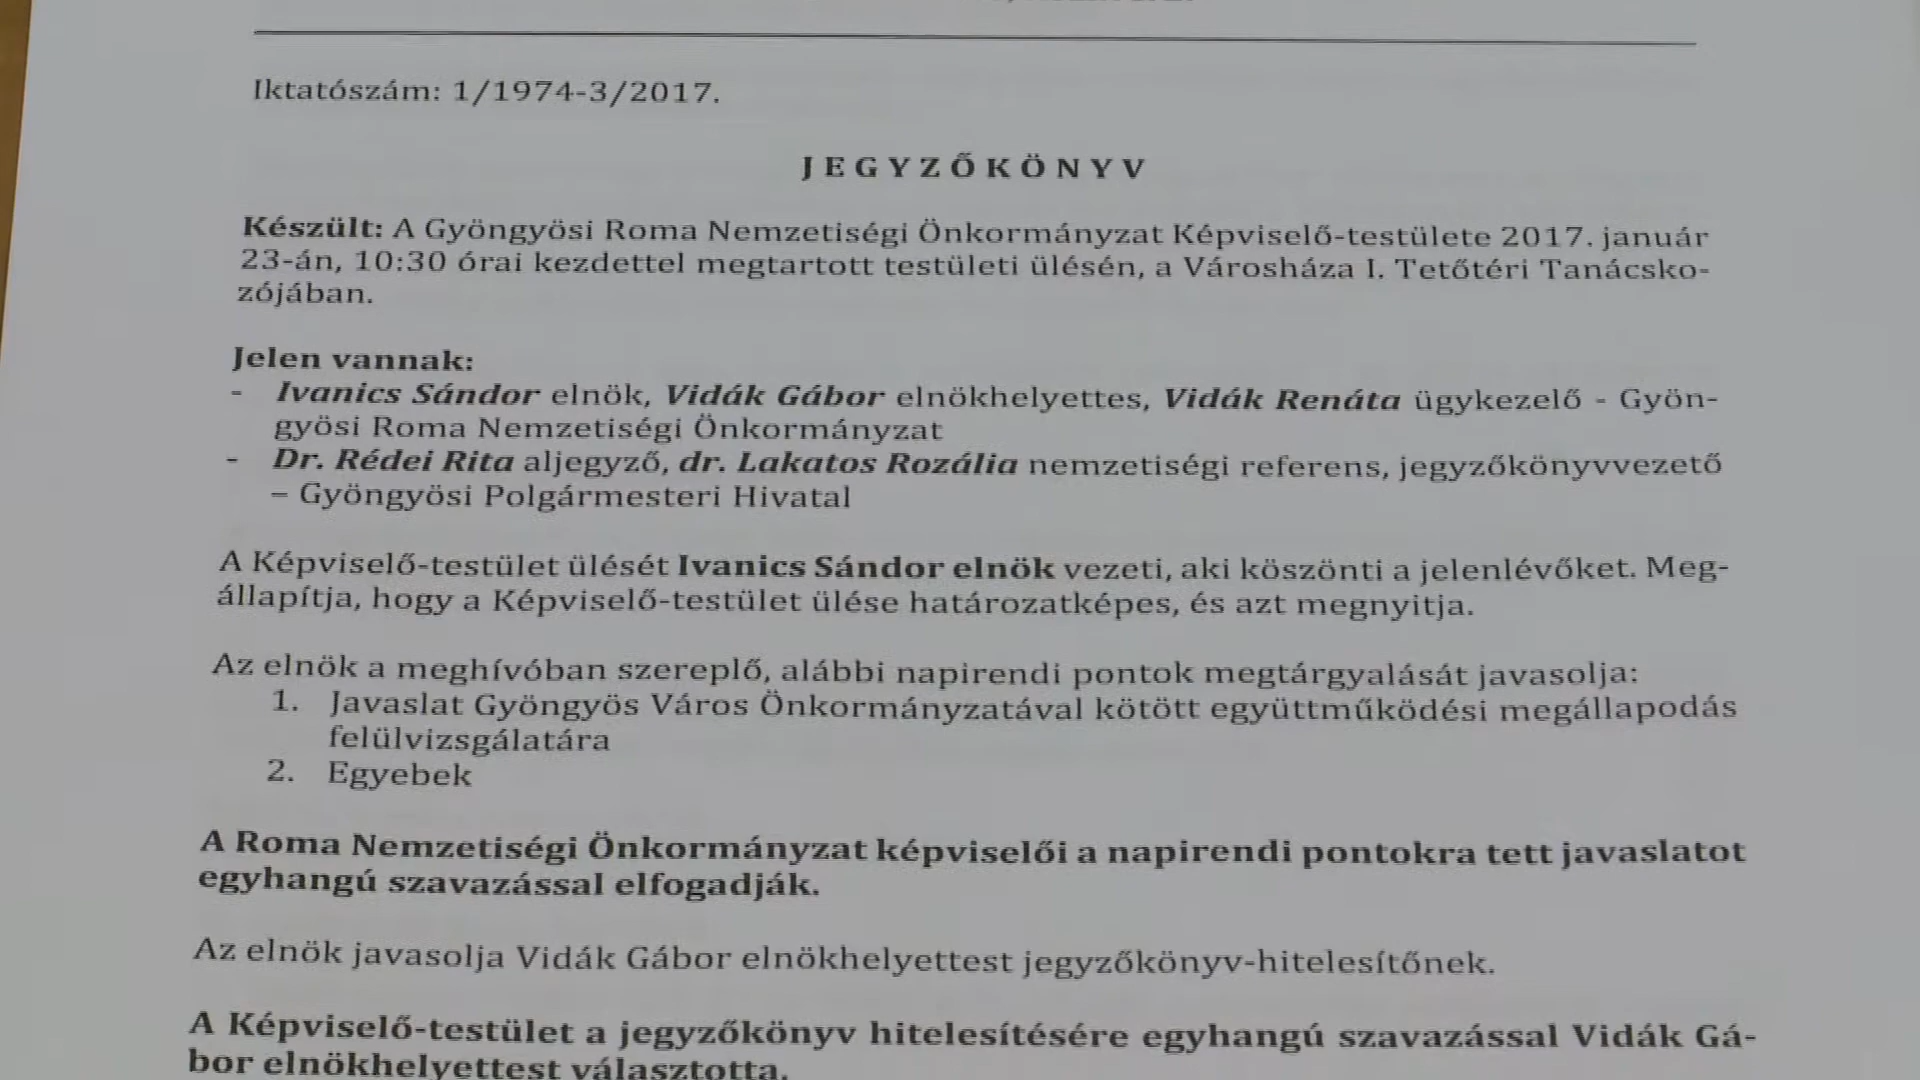 Iktatószám: 1/1974-3/2017.
JEGYZŐKÖNYV
Készült: A Gyöngyösi Roma Nemzetiségi Önkormányzat Képviselő-testülete 2017. január
23-án, 10:30 órai kezdettel megtartott testületi ülésén, a Városháza I. Tetőtéri Tanácsko-
zójában.
Jelen vannak:
- Ivanics Sándor elnök, Vidák Gábor elnökhelyettes, Vidák Renáta ügykezelő - Gyön-
gyösi Roma Nemzetiségi Önkormányzat
- Dr. Rédei Rita aljegyző, dr. Lakatos Rozália nemzetiségi referens, jegyzőkönyvvezető
– Gyöngyösi Polgármesteri Hivatal
A Képviselő-testület ülését Ivanics Sándor elnök vezeti, aki köszönti a jelenlévőket. Meg-
állapítja, hogy a Képviselő-testület ülése határozatképes, és azt megnyitja.
Az elnök a meghívóban szereplő, alábbi napirendi pontok megtárgyalását javasolja:
1. Javaslat Gyöngyös Város Önkormányzatával kötött együttműködési megállapodás
felülvizsgálatára
2. Egyebek
A Roma Nemzetiségi Önkormányzat képviselői a napirendi pontokra tett javaslatot
egyhangú szavazással elfogadják.
Az elnök javasolja Vidák Gábor elnökhelyettest jegyzőkönyv-hitelesítőnek.
A Képviselő-testület a jegyzőkönyv hitelesítésére egyhangú szavazással Vidák Gá-
bor elnökhelyettest választotta.